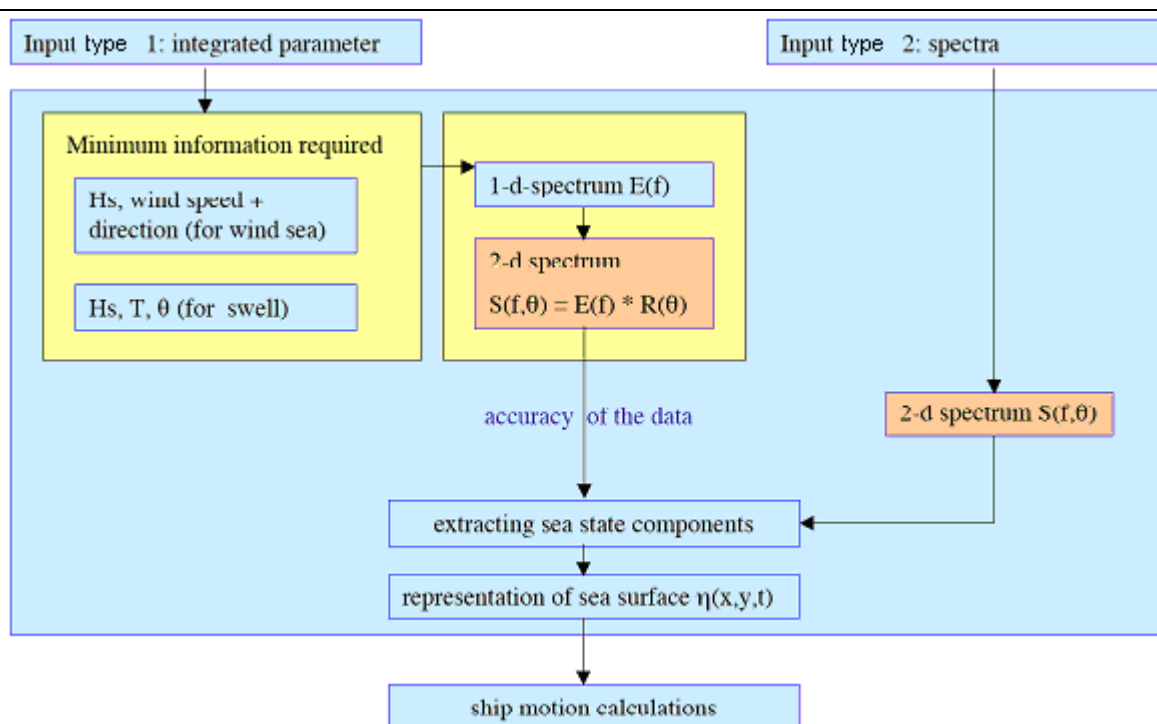 Input type 1: integrated parameter
Input type 2: spectra
Minimum information required
Hs, wind speed +
direction (for wind sea)
Hs, T, θ (for swell)
1-d-spectrum E(f)
2-d spectrum
S(f,θ) = E(f) * R(θ)
accuracy of the data
2-d spectrum S(f,θ)
extracting sea state components
representation of sea surface η(x,y,t)
ship motion calculations